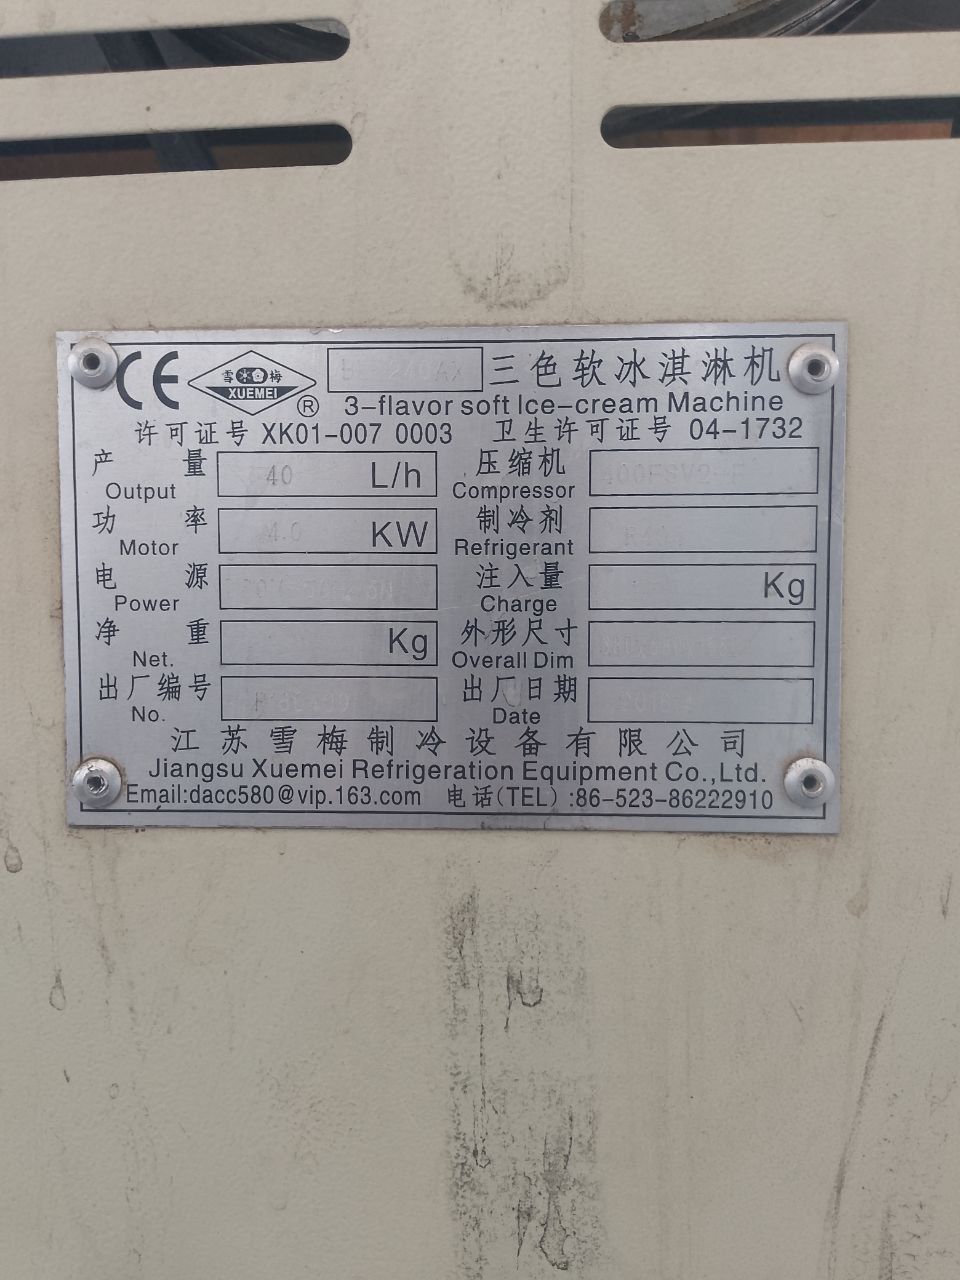 CE 雪梅 XUEMEI ® 三色软冰淇淋机
3-flavor soft Ice-cream Machine
许可证号 XK01-007 0003 卫生许可证号 04-1732
产量 40 L/h 压缩机
Output Compressor
功率 4.0 KW 制冷剂
Motor Refrigerant
电源 注入量 Kg
Power Charge
净重 Kg 外形尺寸
Net. Overall Dim
出厂编号 出厂日期
No. Date
江苏雪梅制冷设备有限公司
Jiangsu Xuemei Refrigeration Equipment Co.,Ltd.
Email:dacc580@vip.163.com 电话(TEL):86-523-86222910